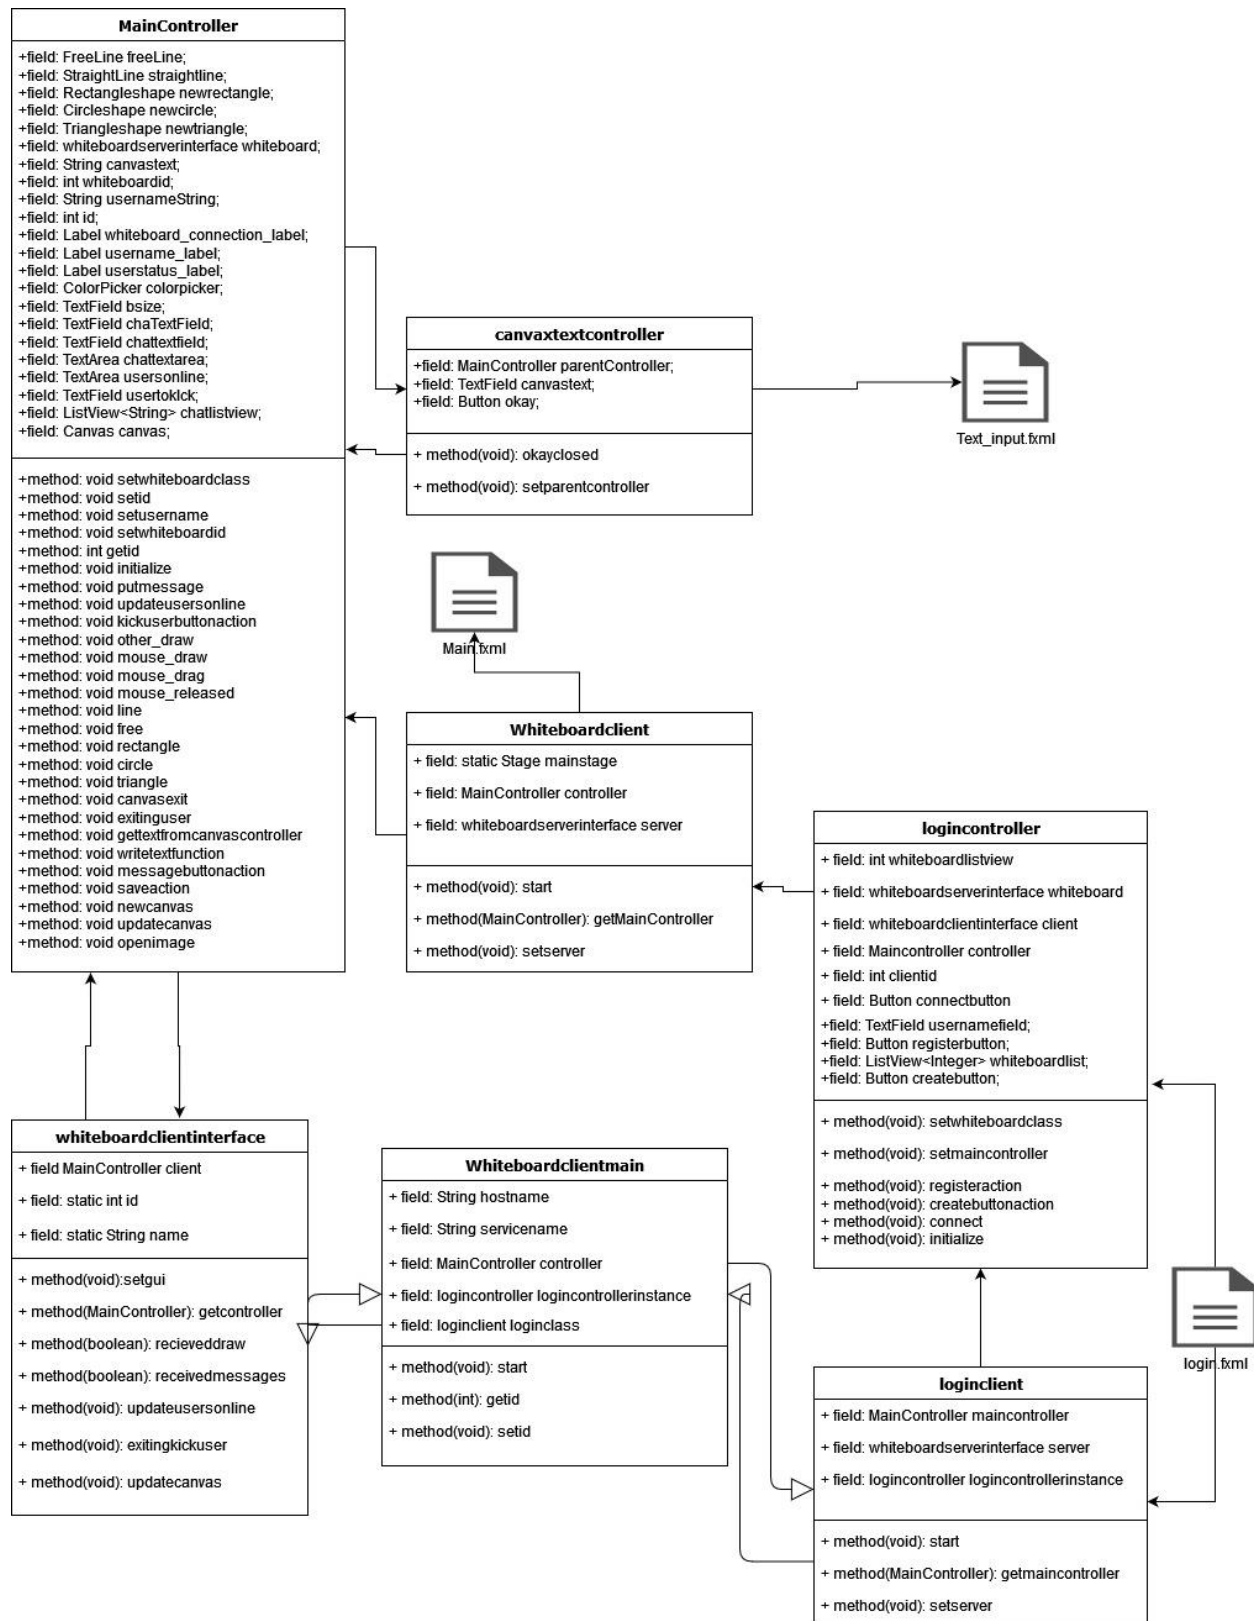 MainController
+field: FreeLine freeLine;
+field: StraightLine straightline;
+field: Rectangleshape newrectangle;
+field: Circleshape newcircle;
+field: Triangleshape newtriangle;
+field: whiteboardserverinterface whiteboard;
+field: String canvastext;
+field: int whiteboardid;
+field: String usernameString;
+field: int id;
+field: Label whiteboard_connection_label;
+field: Label username_label;
+field: Label userstatus_label;
+field: ColorPicker colorpicker;
+field: TextField bsize;
+field: TextField chaTextField;
+field: TextField chattextfield;
+field: TextArea chattextarea;
+field: TextArea usersonline;
+field: TextField usertokIck;
+field: ListView<String> chatlistview;
+field: Canvas canvas;
+method: void setwhiteboardclass
+method: void setid
+method: void setusername
+method: void setwhiteboardid
+method: int getid
+method: void initialize
+method: void putmessage
+method: void updateusersonline
+method: void kickuserbuttonaction
+method: void other_draw
+method: void mouse_draw
+method: void mouse_drag
+method: void mouse_released
+method: void line
+method: void free
+method: void rectangle
+method: void circle
+method: void triangle
+method: void canvasexit
+method: void exitinguser
+method: void gettextfromcanvascontroller
+method: void writetextfunction
+method: void messagebuttonaction
+method: void saveaction
+method: void newcanvas
+method: void updatecanvas
+method: void openimage
canvaxtextcontroller
+field: MainController parentController;
+field: TextField canvastext;
+field: Button okay;
+ method(void): okayclosed
+ method(void): setparentcontroller
Text_input.fxml
Main.fxml
Whiteboardclient
+ field: static Stage mainstage
+ field: MainController controller
+ field: whiteboardserverinterface server
+ method(void): start
+ method(MainController): getMainController
+ method(void): setserver
logincontroller
+ field: int whiteboardlistview
+ field: whiteboardserverinterface whiteboard
+ field: whiteboardclientinterface client
+ field: Maincontroller controller
+ field: int clientid
+ field: Button connectbutton
+field: TextField usernamefield;
+field: Button registerbutton;
+field: ListView<Integer> whiteboardlist;
+field: Button createbutton;
+ method(void): setwhiteboardclass
+ method(void): setmaincontroller
+ method(void): registeraction
+ method(void): createbuttonaction
+ method(void): connect
+ method(void): initialize
whiteboardclientinterface
+ field MainController client
+ field: static int id
+ field: static String name
+ method(void):setgui
+ method(MainController): getcontroller
+ method(boolean): recieveddraw
+ method(boolean): receivedmessages
+ method(void): updateusersonline
+ method(void): exitingkickuser
+ method(void): updatecanvas
Whiteboardclientmain
+ field: String hostname
+ field: String servicename
+ field: MainController controller
+ field: logincontroller logincontrollerinstance
+ field: loginclient loginclass
+ method(void): start
+ method(int): getid
+ method(void): setid
login.fxml
loginclient
+ field: MainController maincontroller
+ field: whiteboardserverinterface server
+ field: logincontroller logincontrollerinstance
+ method(void): start
+ method(MainController): getmaincontroller
+ method(void): setserver